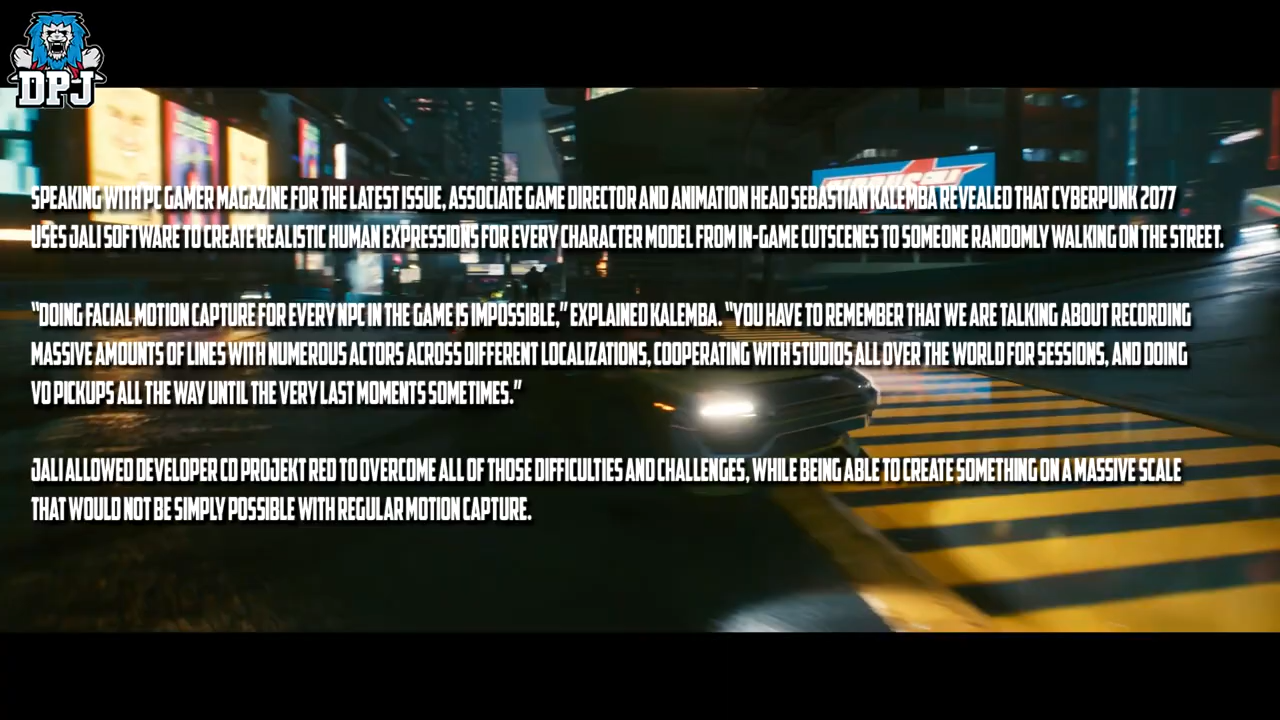 DPJ
SPEAKING WITH PC GAMER MAGAZINE FOR THE LATEST ISSUE, ASSOCIATE GAME DIRECTOR AND ANIMATION HEAD SEBASTIAN KALEMBA REVEALED THAT CYBERPUNK 2077
USES JALI SOFTWARE TO CREATE REALISTIC HUMAN EXPRESSIONS FOR EVERY CHARACTER MODEL FROM IN-GAME CUTSCENES TO SOMEONE RANDOMLY WALKING ON THE STREET.
“DOING FACIAL MOTION CAPTURE FOR EVERY NPC IN THE GAME IS IMPOSSIBLE,” EXPLAINED KALEMBA. “YOU HAVE TO REMEMBER THAT WE ARE TALKING ABOUT RECORDING
MASSIVE AMOUNTS OF LINES WITH NUMEROUS ACTORS ACROSS DIFFERENT LOCALIZATIONS, COOPERATING WITH STUDIOS ALL OVER THE WORLD FOR SESSIONS, AND DOING
VO PICKUPS ALL THE WAY UNTIL THE VERY LAST MOMENTS SOMETIMES.”
JALI ALLOWED DEVELOPER CD PROJEKT RED TO OVERCOME ALL OF THOSE DIFFICULTIES AND CHALLENGES, WHILE BEING ABLE TO CREATE SOMETHING ON A MASSIVE SCALE
THAT WOULD NOT BE SIMPLY POSSIBLE WITH REGULAR MOTION CAPTURE.